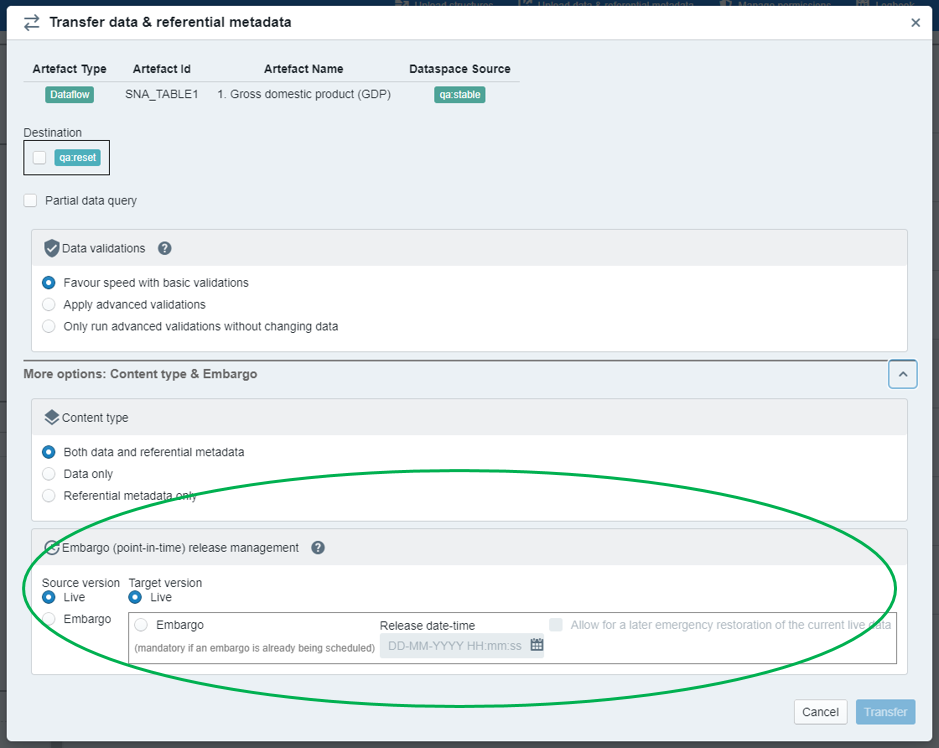 Upload structures Upload data & referential metadata Manage permissions Logbook
Transfer data & referential metadata
Artefact Type Artefact Id Artefact Name Dataspace Source
Dataflow SNA_TABLE1 1. Gross domestic product (GDP) qa:stable
Destination
qa:reset
Partial data query
Data validations ?
Favour speed with basic validations
Apply advanced validations
Only run advanced validations without changing data
More options: Content type & Embargo
Content type
Both data and referential metadata
Data only
Referential metadata only
Embargo (point-in-time) release management ?
Source version Target version
Live Live
Embargo Embargo Release date-time Allow for a later emergency restoration of the current live data
(mandatory if an embargo is already being scheduled) DD-MM-YYYY HH:mm:ss
Cancel Transfer